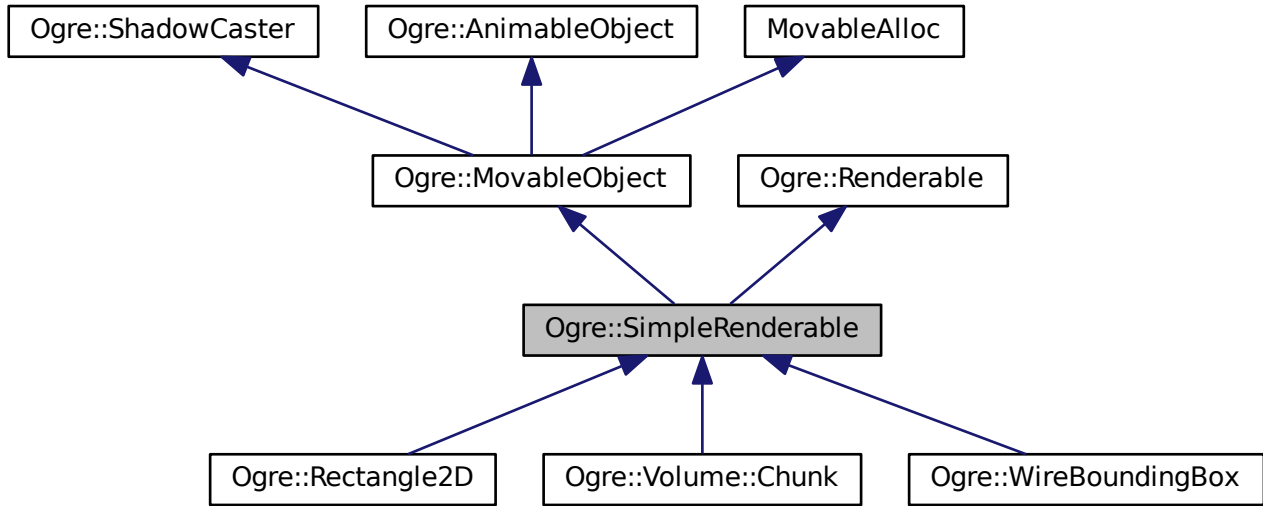 Ogre::ShadowCaster
Ogre::AnimableObject
MovableAlloc
Ogre::MovableObject
Ogre::Renderable
Ogre::SimpleRenderable
Ogre::Rectangle2D
Ogre::Volume::Chunk
Ogre::WireBoundingBox